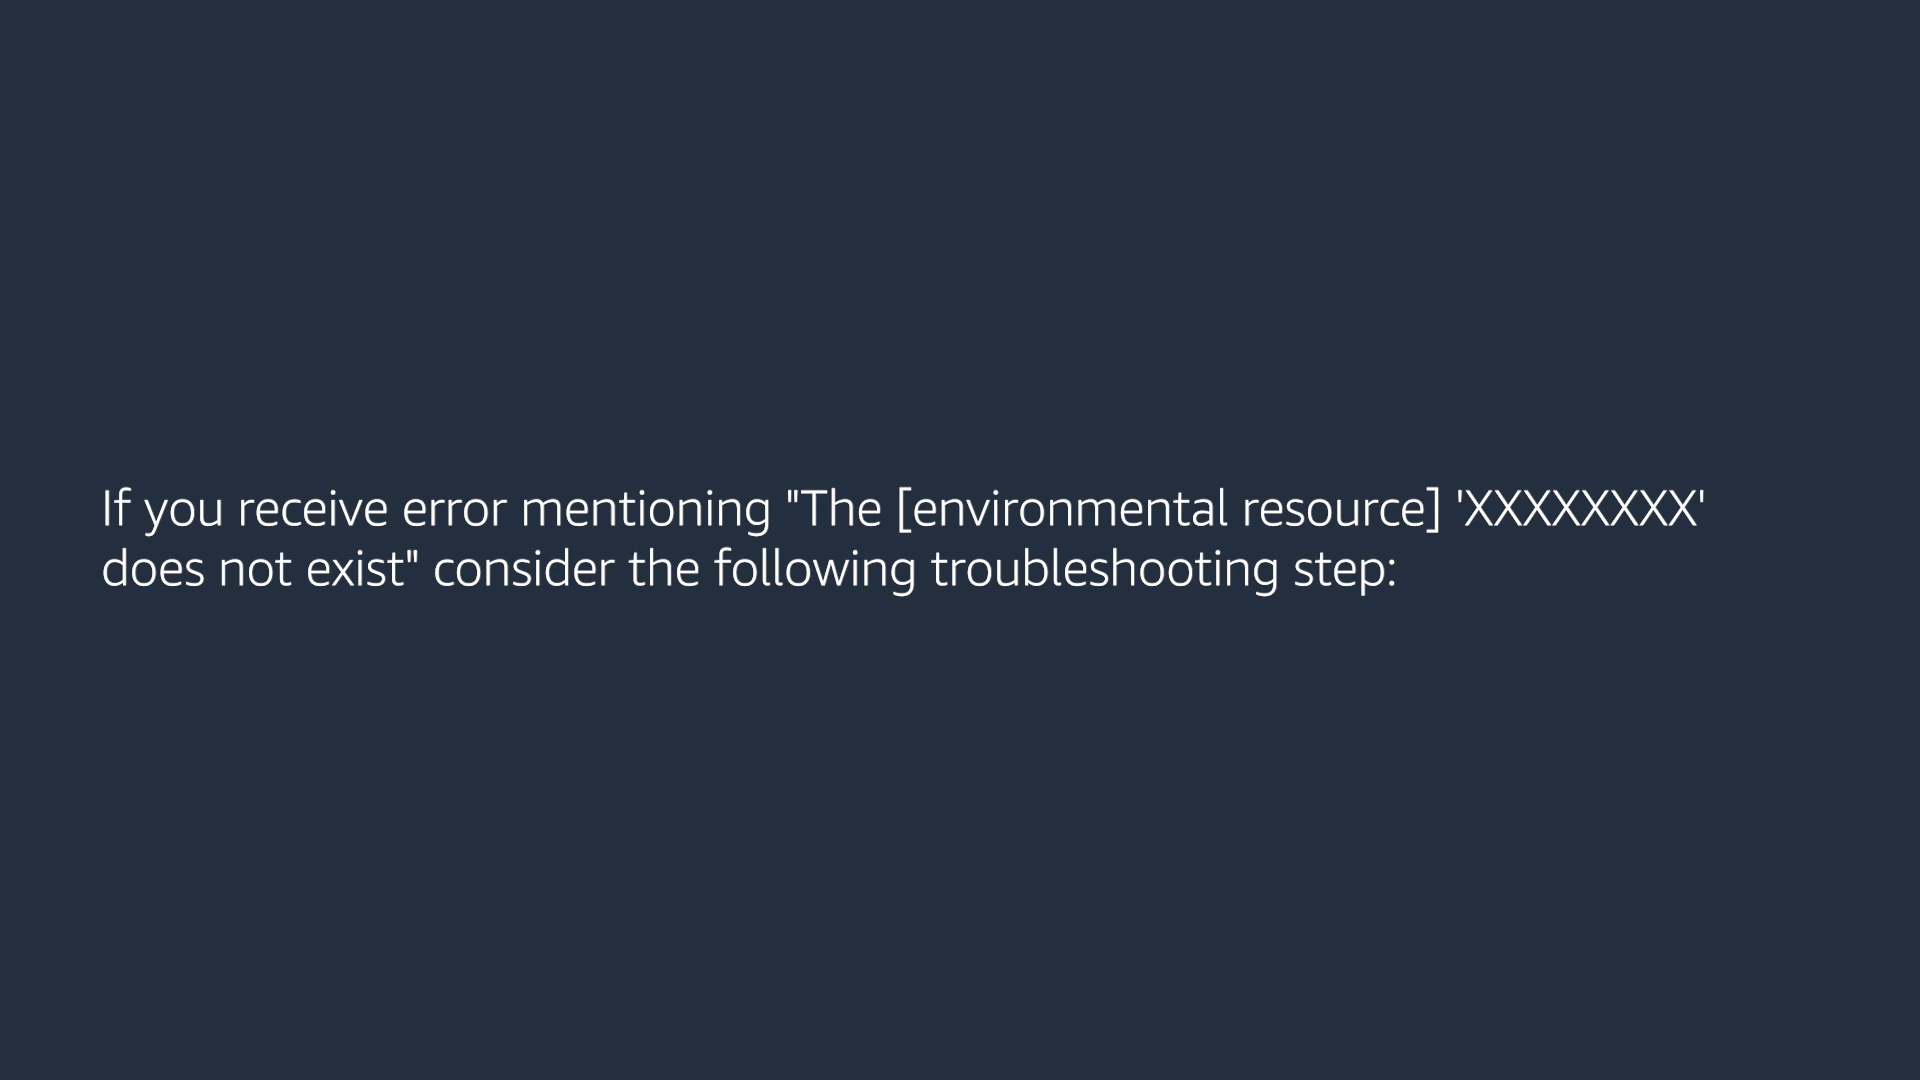 If you receive error mentioning "The [environmental resource] 'XXXXXXXX'
does not exist" consider the following troubleshooting step: